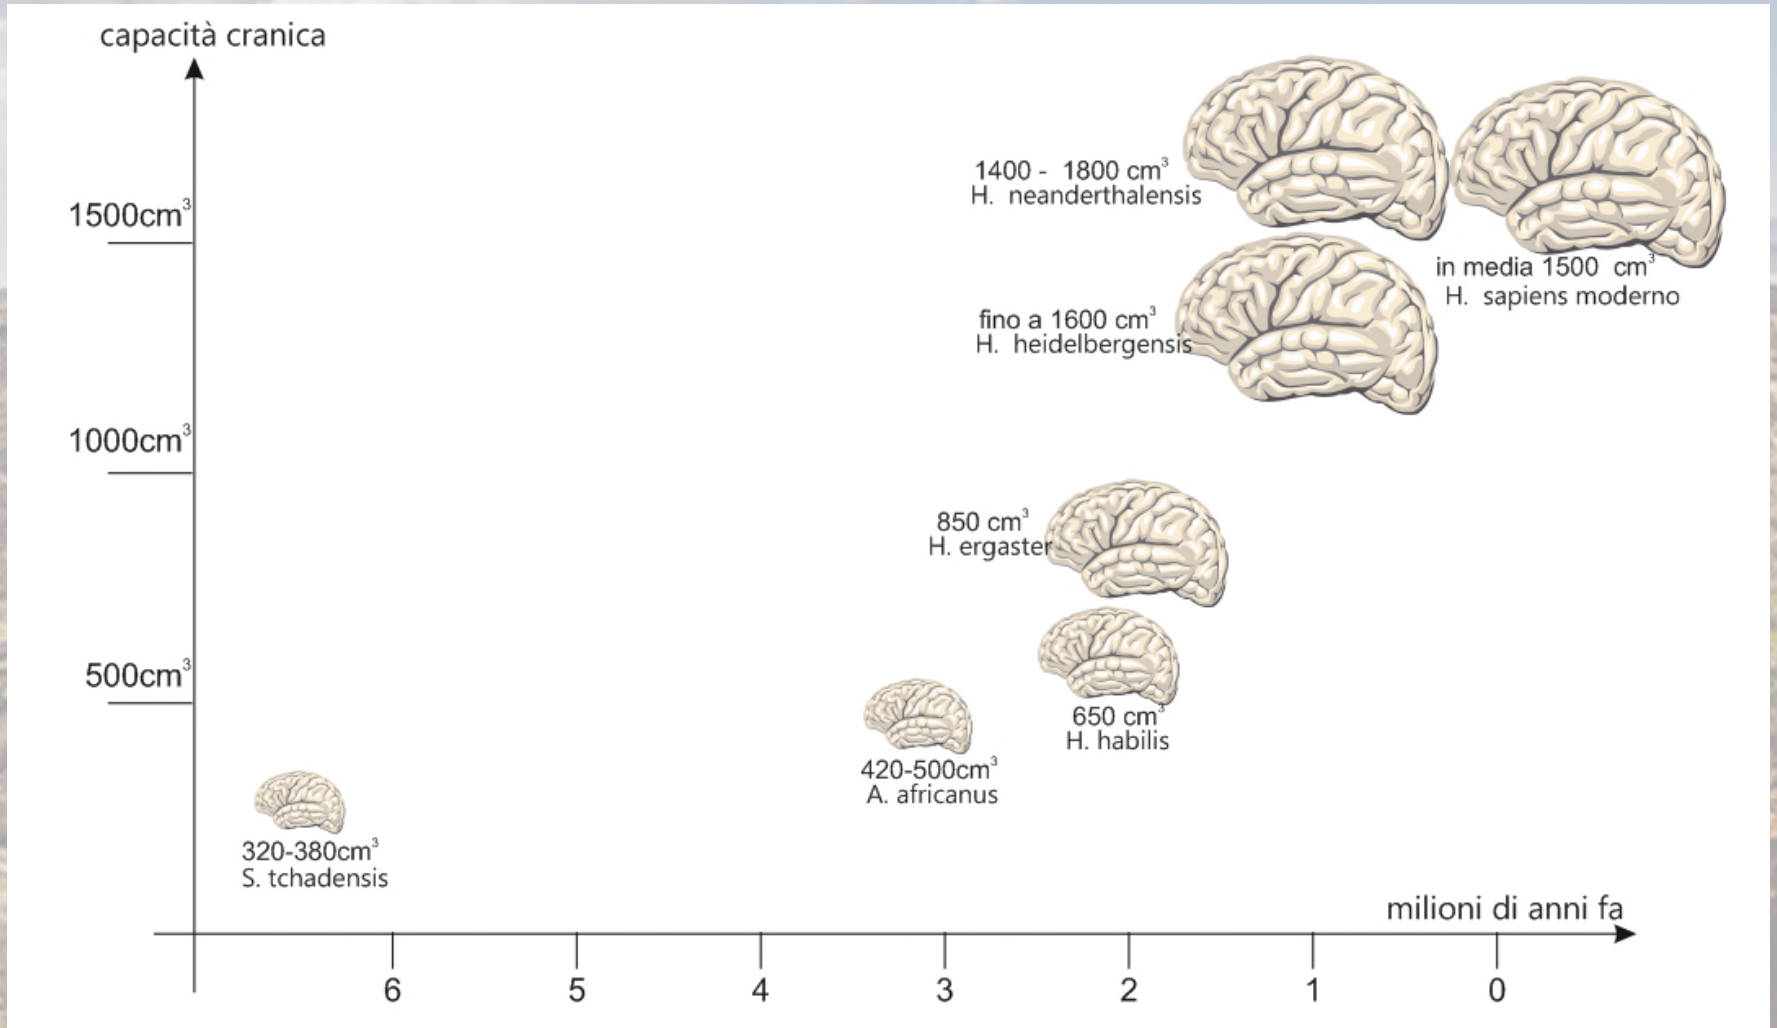 capacità cranica
1500cm³
1000cm³
500cm³
1400 - 1800 cm³
H. neanderthalensis
in media 1500 cm³
H. sapiens moderno
fino a 1600 cm³
H. heidelbergensis
850 cm³
H. ergaster
650 cm³
H. habilis
420-500cm³
A. africanus
320-380cm³
S. tchadensis
milioni di anni fa
6 5 4 3 2 1 0